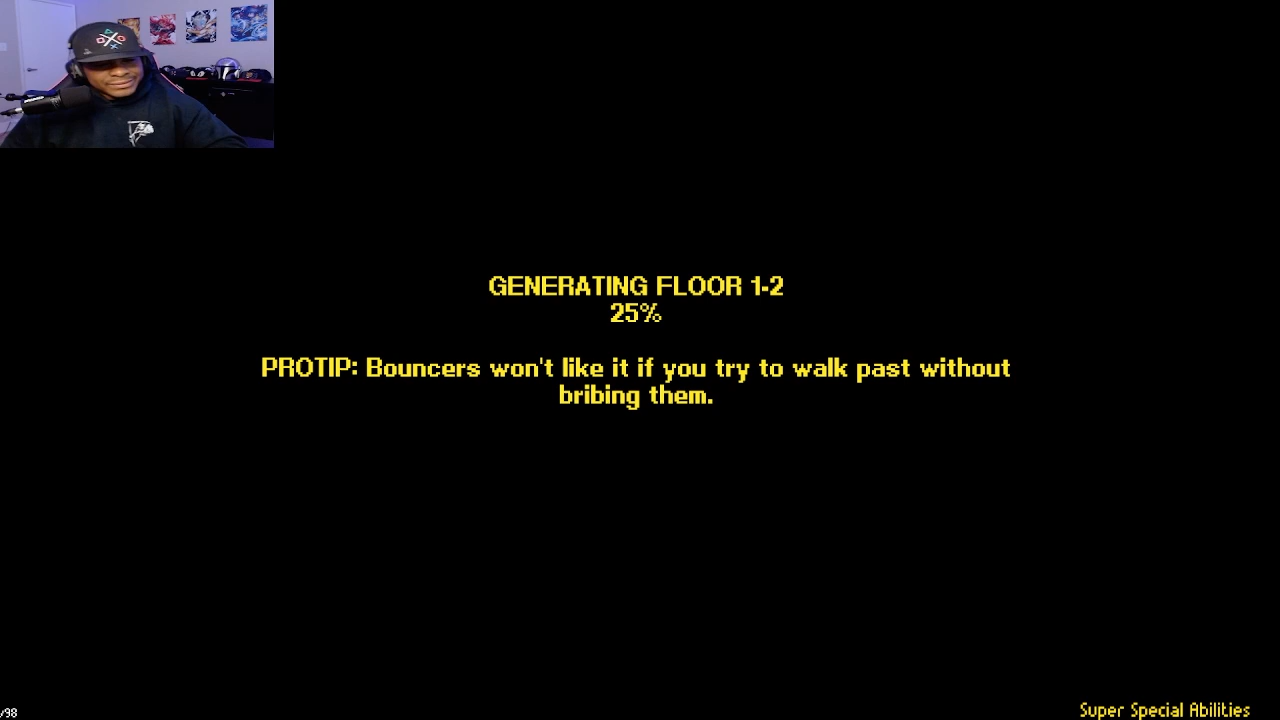 GENERATING FLOOR 1-2
25%
PROTIP: Bouncers won't like it if you try to walk past without
bribing them.
/98
Super Special Abilities